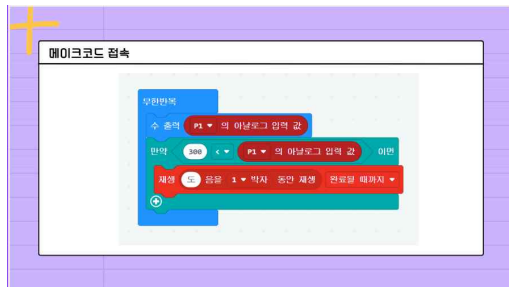 메이크코드 접속
무한반복
수 출력 P1 의 아날로그 입력 값
만약 300 < P1 의 아날로그 입력 값 이면
재생 도 음을 1 박자 동안 재생 완료될 때까지